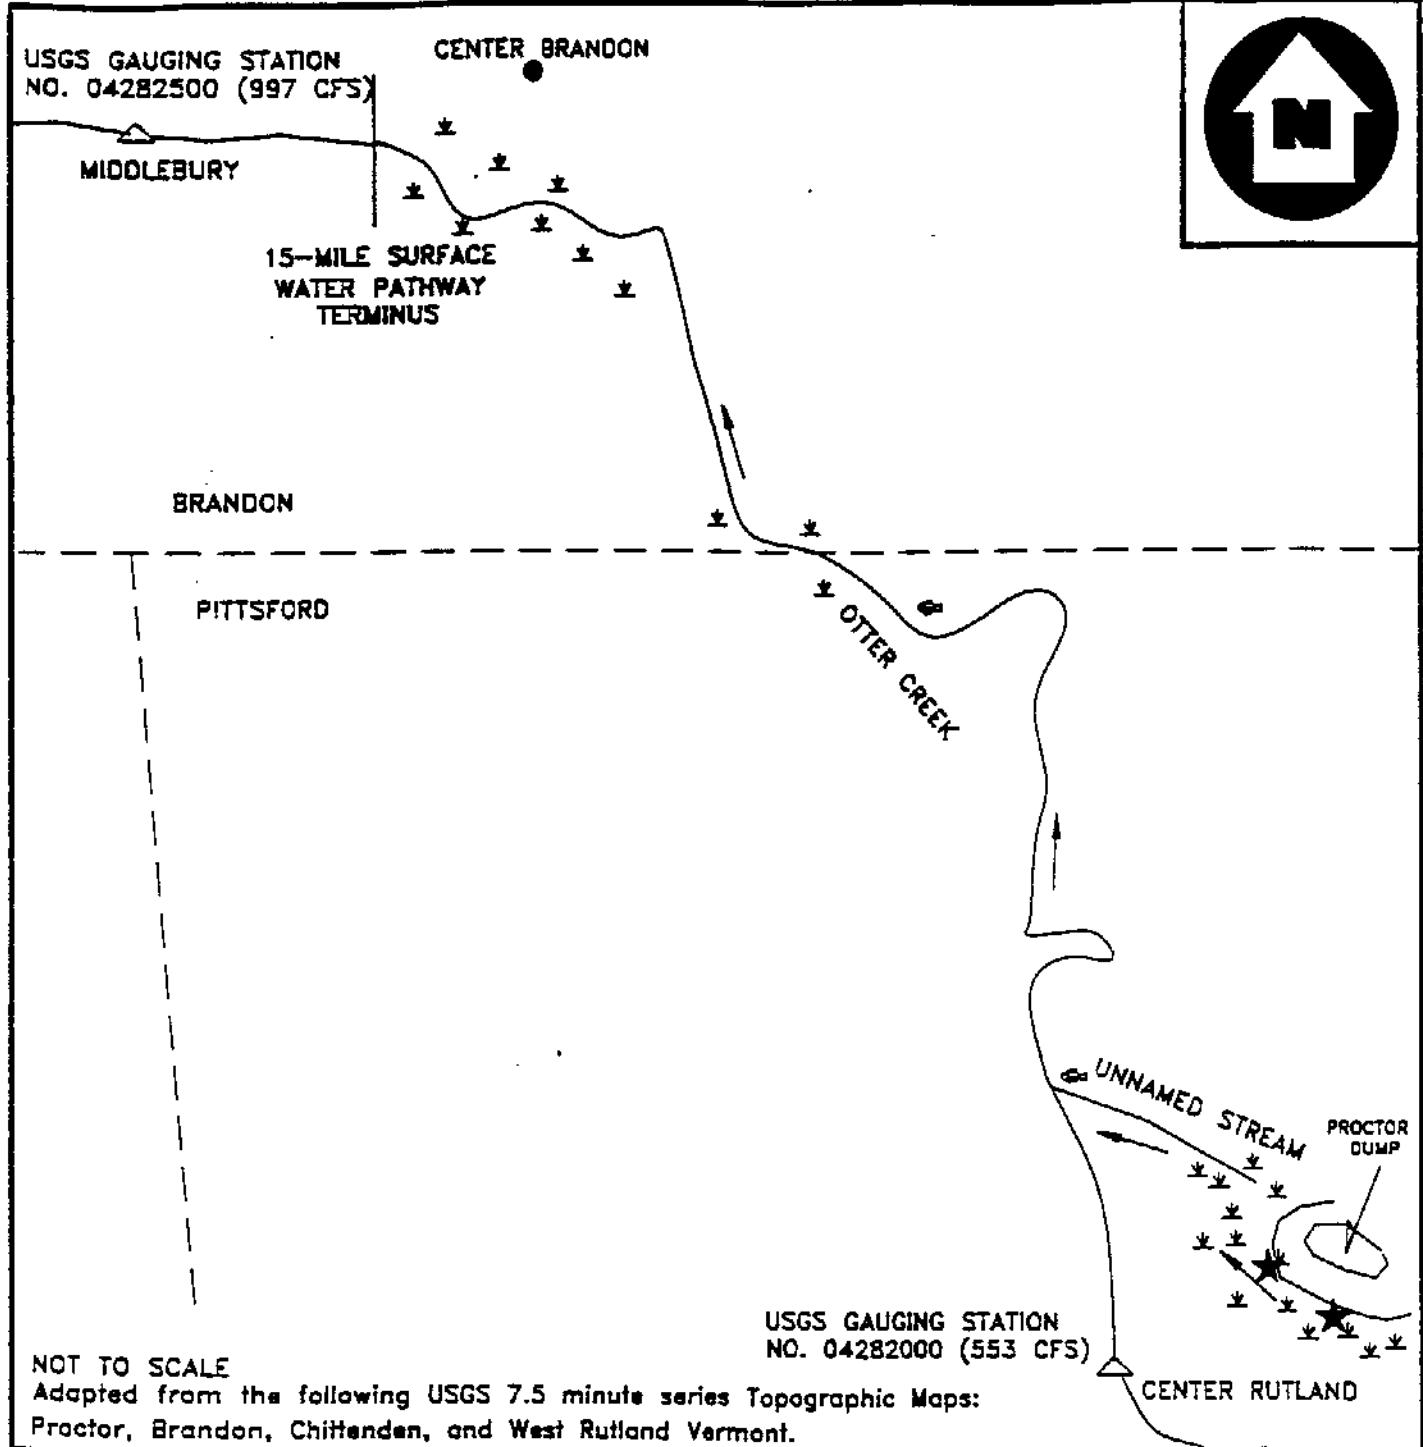 USGS GAUGING STATION
NO. 04282500 (997 CFS)
CENTER BRANDON
N
MIDDLEBURY
15-MILE SURFACE
WATER PATHWAY
TERMINUS
BRANDON
PITTSFORD
OTTER CREEK
UNNAMED STREAM
PROCTOR
DUMP
USGS GAUGING STATION
NO. 04282000 (553 CFS)
CENTER RUTLAND
NOT TO SCALE
Adapted from the following USGS 7.5 minute series Topographic Maps:
Proctor, Brandon, Chittenden, and West Rutland Vermont.